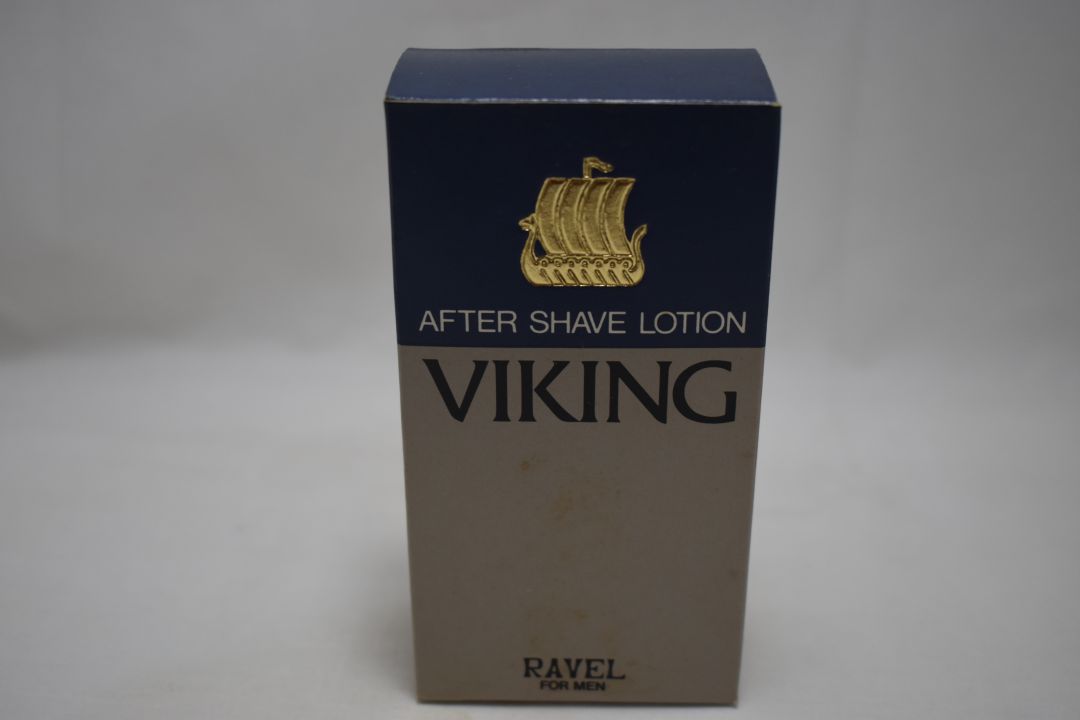 AFTER SHAVE LOTION
VIKING
RAVEL
FOR MEN